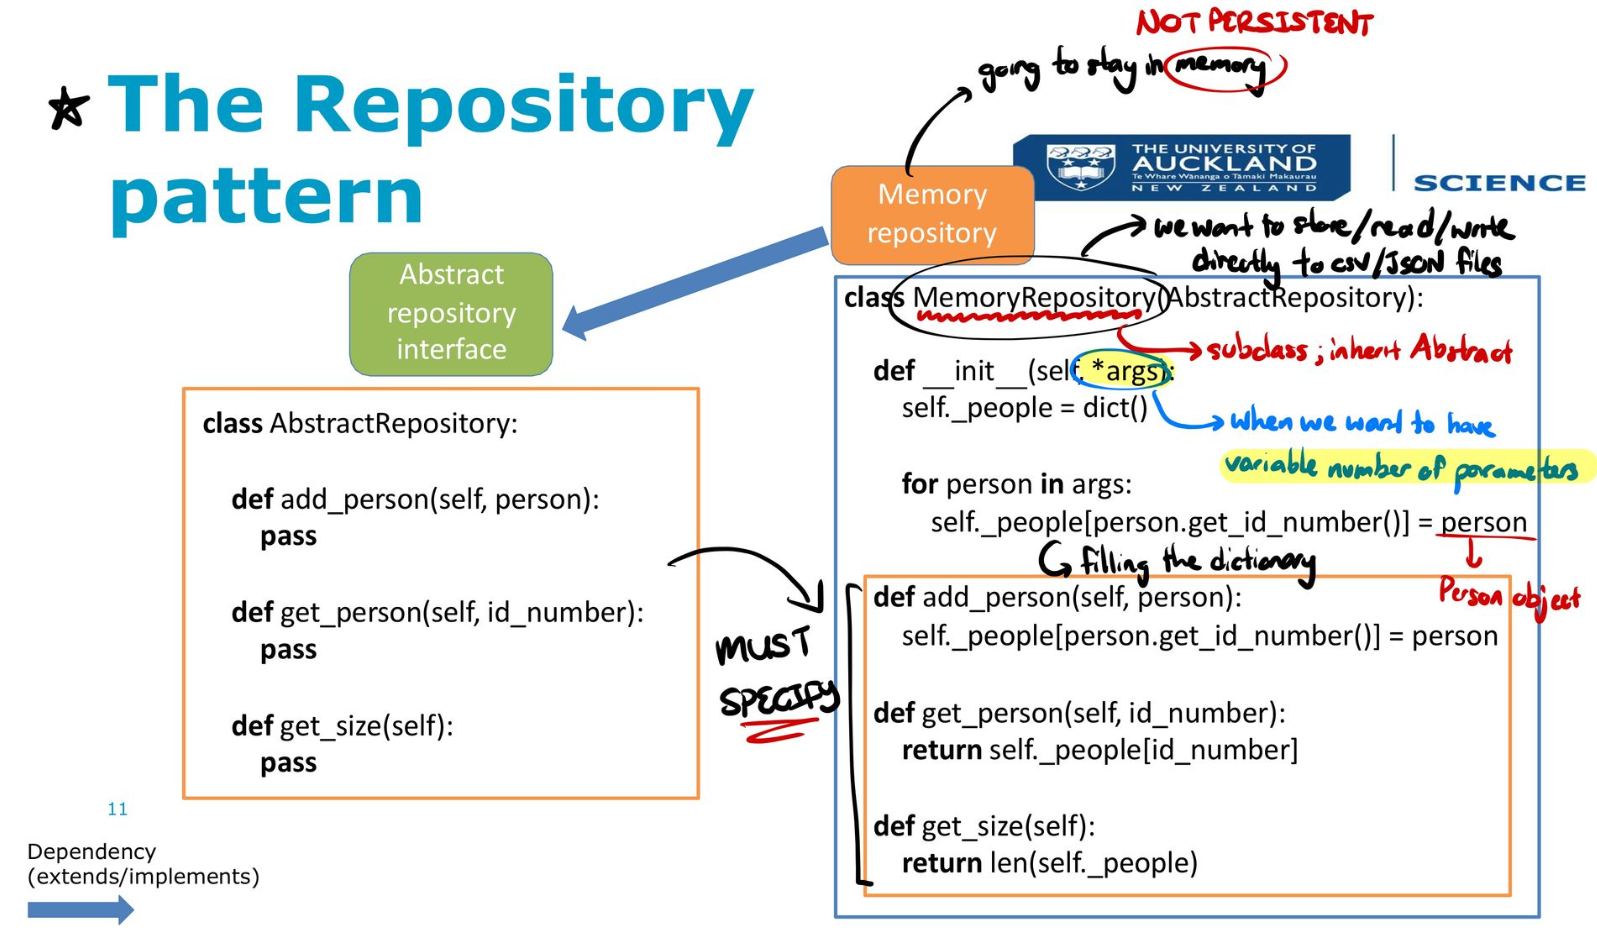 NOT PERSISTENT
going to stay in memory
☆ The Repository
pattern
THE UNIVERSITY OF
AUCKLAND
Te Whare Wānanga o Tāmaki Makaurau
NEW ZEALAND
SCIENCE
Memory
repository
we want to store/read/write
directly to csv/JSON files
Abstract
repository
interface
class AbstractRepository:
def add_person(self, person):
pass
def get_person(self, id_number):
pass
def get_size(self):
pass
MUST
SPECIFY
class MemoryRepository(AbstractRepository):
subclass; inherit Abstract
def __init__(self, *args):
self._people = dict()
when we want to have
variable number of parameters
for person in args:
self._people[person.get_id_number()] = person
filling the dictionary
Person object
def add_person(self, person):
self._people[person.get_id_number()] = person
def get_person(self, id_number):
return self._people[id_number]
def get_size(self):
return len(self._people)
11
Dependency
(extends/implements)